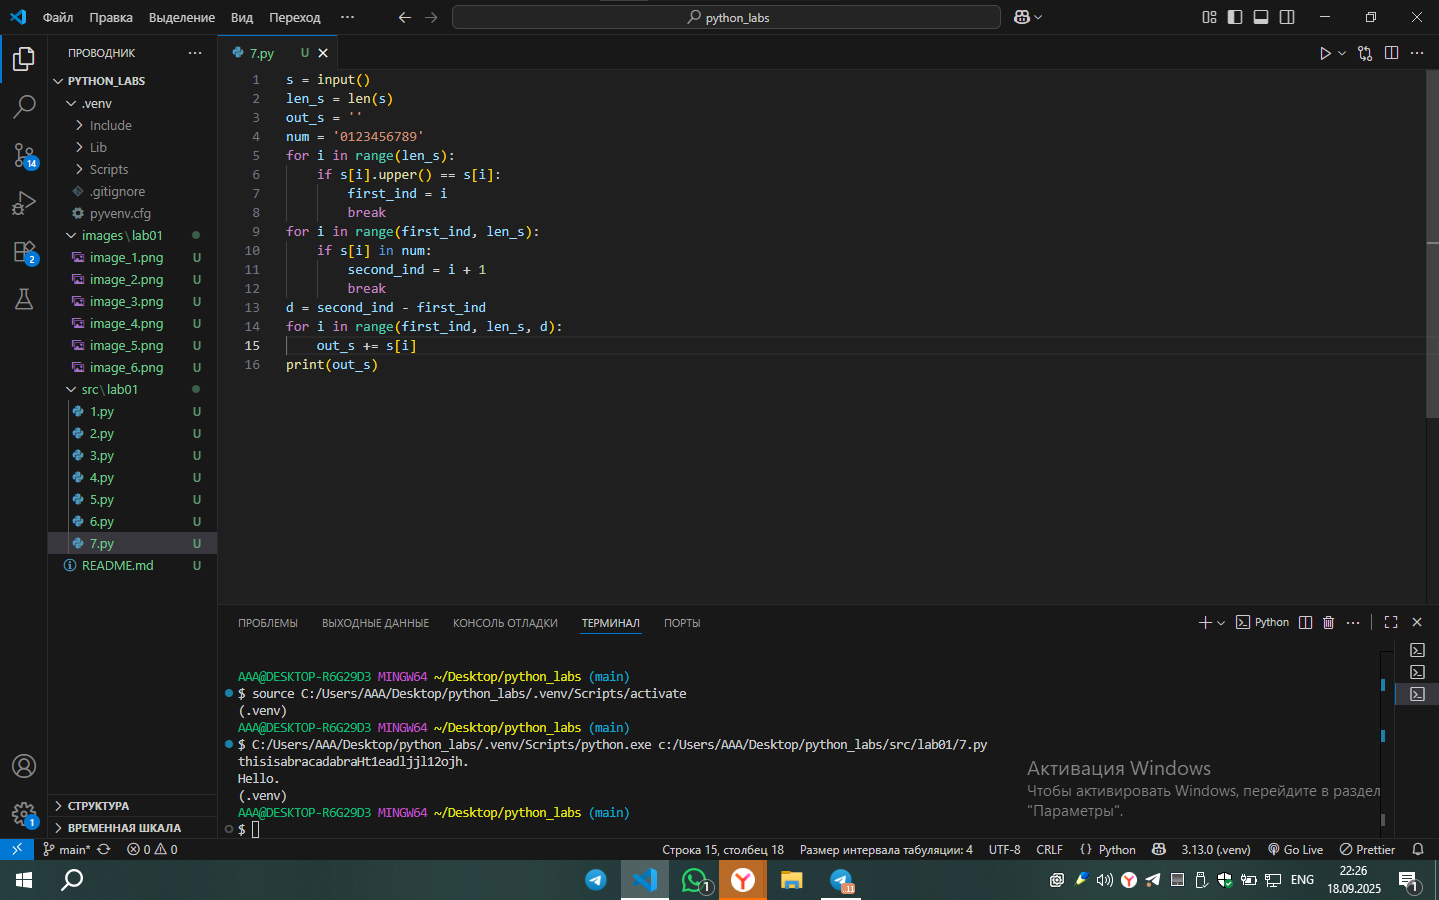 Файл Правка Выделение Вид Переход ··· python_labs
ПРОВОДНИК ···
PYTHON_LABS
.venv
Include
Lib
Scripts
.gitignore
pyvenv.cfg
images\lab01
image_1.png U
image_2.png U
image_3.png U
image_4.png U
image_5.png U
image_6.png U
src\lab01
1.py U
2.py U
3.py U
4.py U
5.py U
6.py U
7.py U
README.md U
СТРУКТУРА
ВРЕМЕННАЯ ШКАЛА
14
2
1
7.py U
1 s = input()
2 len_s = len(s)
3 out_s = ''
4 num = '0123456789'
5 for i in range(len_s):
6 if s[i].upper() == s[i]:
7 first_ind = i
8 break
9 for i in range(first_ind, len_s):
10 if s[i] in num:
11 second_ind = i + 1
12 break
13 d = second_ind - first_ind
14 for i in range(first_ind, len_s, d):
15 out_s += s[i]
16 print(out_s)
ПРОБЛЕМЫ ВЫХОДНЫЕ ДАННЫЕ КОНСОЛЬ ОТЛАДКИ ТЕРМИНАЛ ПОРТЫ
Python
AAA@DESKTOP-R6G29D3 MINGW64 ~/Desktop/python_labs (main)
$ source C:/Users/AAA/Desktop/python_labs/.venv/Scripts/activate
(.venv)
AAA@DESKTOP-R6G29D3 MINGW64 ~/Desktop/python_labs (main)
$ C:/Users/AAA/Desktop/python_labs/.venv/Scripts/python.exe c:/Users/AAA/Desktop/python_labs/src/lab01/7.py
thisisabracadabraHt1eadljjl12ojh.
Hello.
(.venv)
AAA@DESKTOP-R6G29D3 MINGW64 ~/Desktop/python_labs (main)
$
Активация Windows
Чтобы активировать Windows, перейдите в раздел
"Параметры".
main* 0 0 Строка 15, столбец 18 Размер интервала табуляции: 4 UTF-8 CRLF {} Python 3.13.0 (.venv) Go Live Prettier
1 11 ENG 22:26
18.09.2025
1